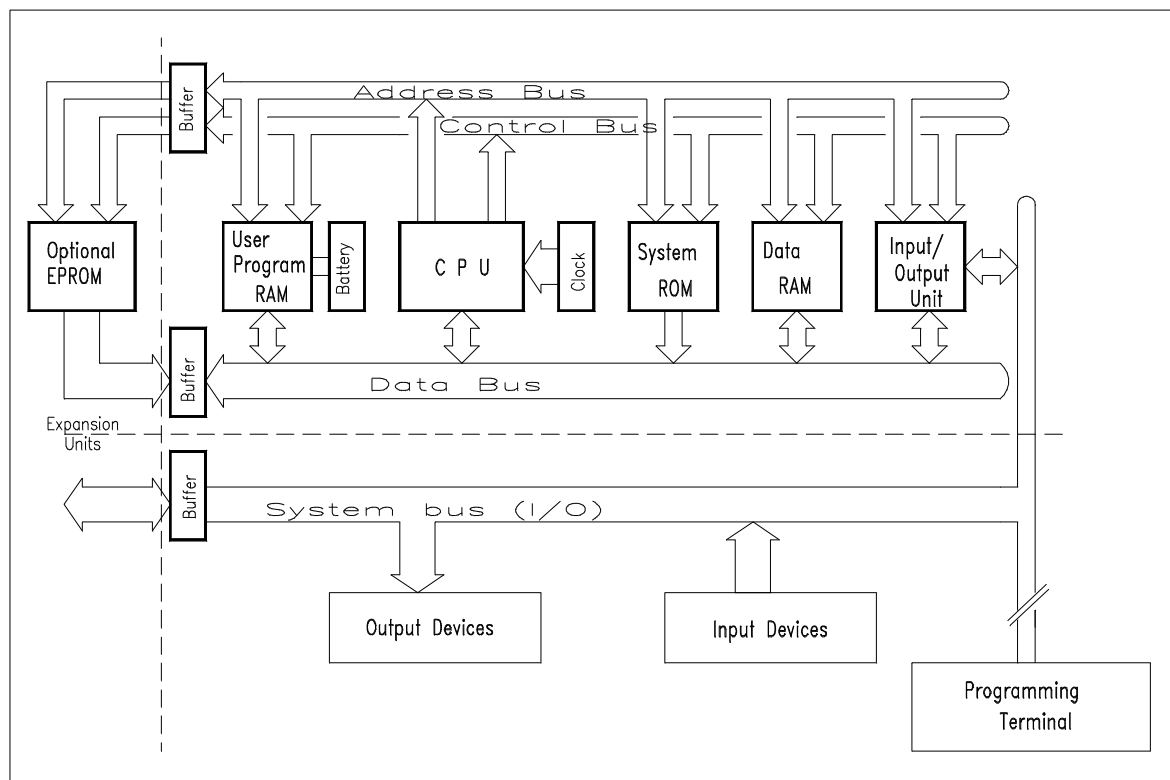 Address Bus
Buffer
Control Bus
Optional
EPROM
User
Program
RAM
Battery
C P U
Clock
System
ROM
Data
RAM
Input/
Output
Unit
Buffer
Data Bus
Expansion
Units
Buffer
System bus (I/O)
Output Devices
Input Devices
Programming
Terminal